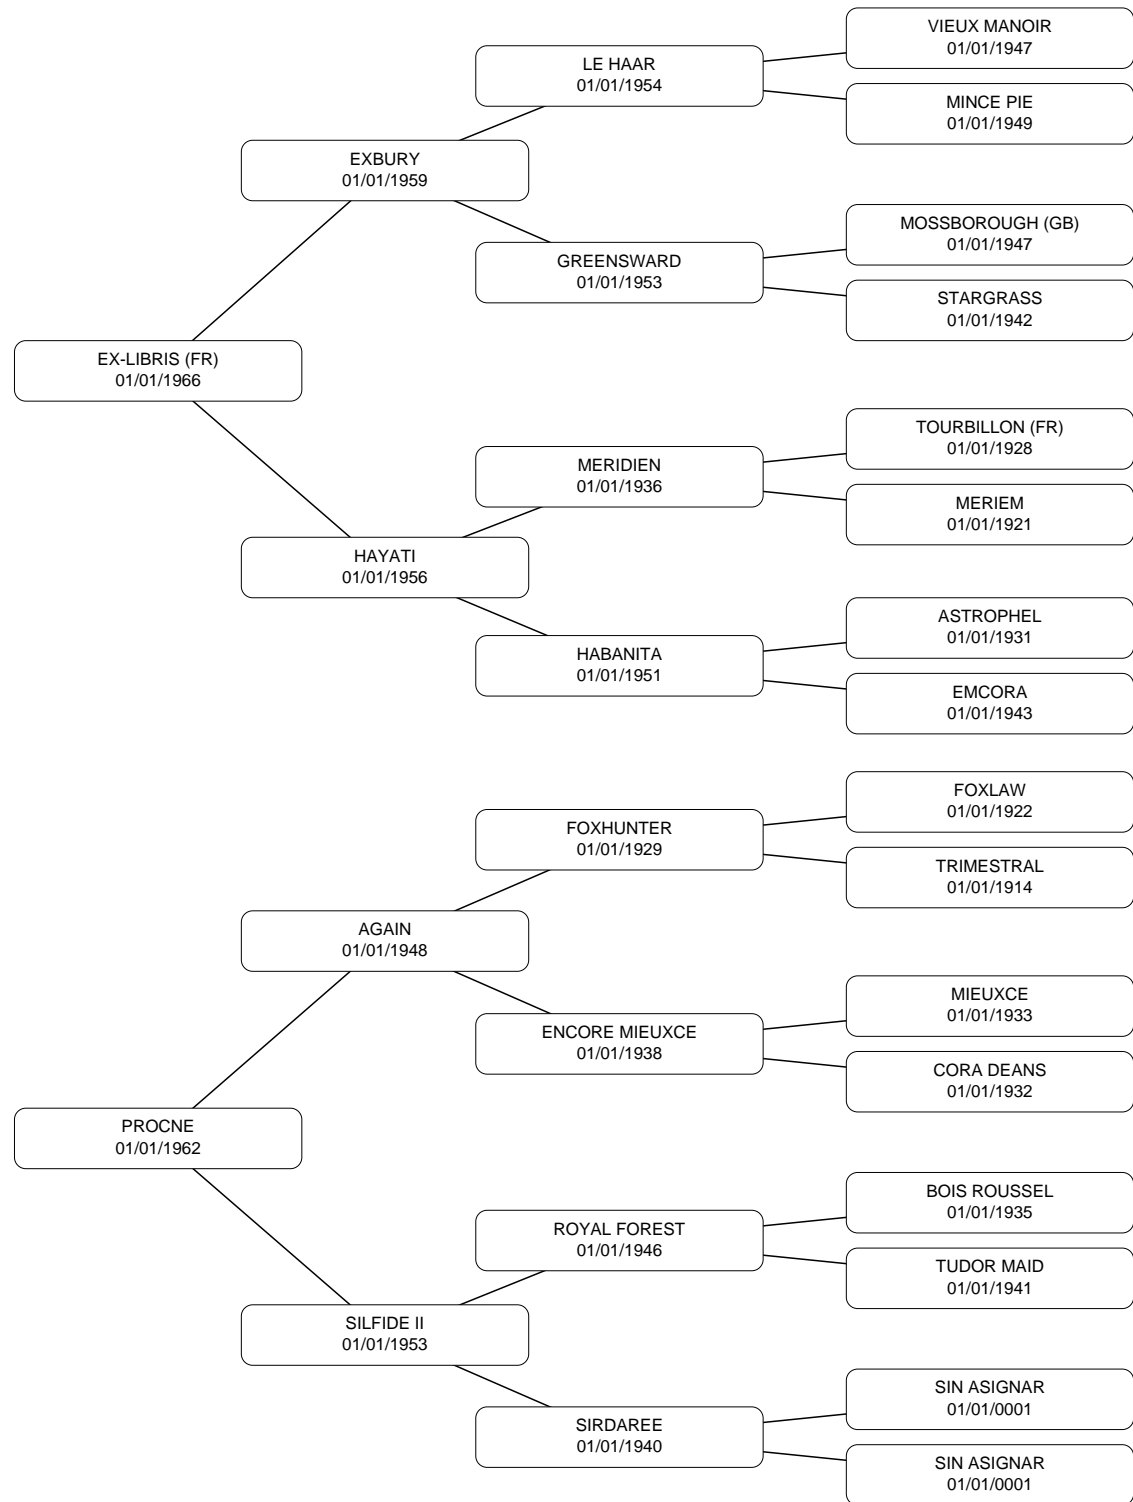 VIEUX MANOIR
01/01/1947
LE HAAR
01/01/1954
MINCE PIE
01/01/1949
EXBURY
01/01/1959
MOSSBOROUGH (GB)
01/01/1947
GREENSWARD
01/01/1953
STARGRASS
01/01/1942
EX-LIBRIS (FR)
01/01/1966
TOURBILLON (FR)
01/01/1928
MERIDIEN
01/01/1936
MERIEM
01/01/1921
HAYATI
01/01/1956
ASTROPHEL
01/01/1931
HABANITA
01/01/1951
EMCORA
01/01/1943
FOXLAW
01/01/1922
FOXHUNTER
01/01/1929
TRIMESTRAL
01/01/1914
AGAIN
01/01/1948
MIEUXCE
01/01/1933
ENCORE MIEUXCE
01/01/1938
CORA DEANS
01/01/1932
PROCNE
01/01/1962
BOIS ROUSSEL
01/01/1935
ROYAL FOREST
01/01/1946
TUDOR MAID
01/01/1941
SILFIDE II
01/01/1953
SIN ASIGNAR
01/01/0001
SIRDAREE
01/01/1940
SIN ASIGNAR
01/01/0001